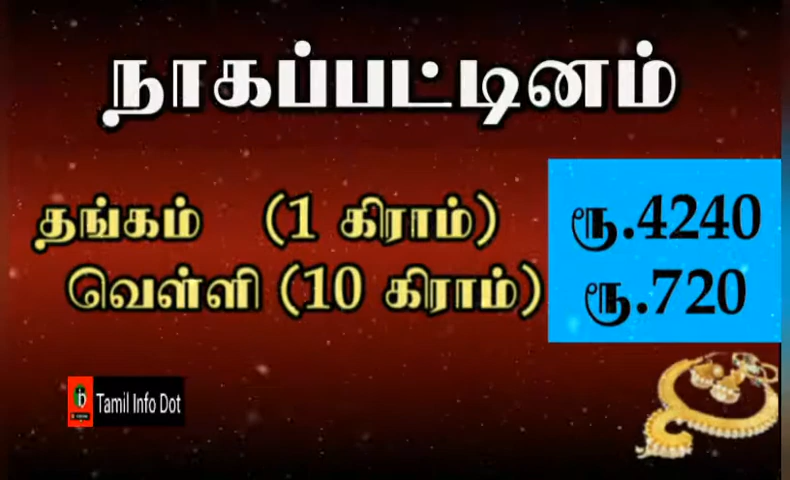 நாகப்பட்டினம்
தங்கம் (1 கிராம்) ரூ.4240
வெள்ளி (10 கிராம்) ரூ.720
Tamil Info Dot